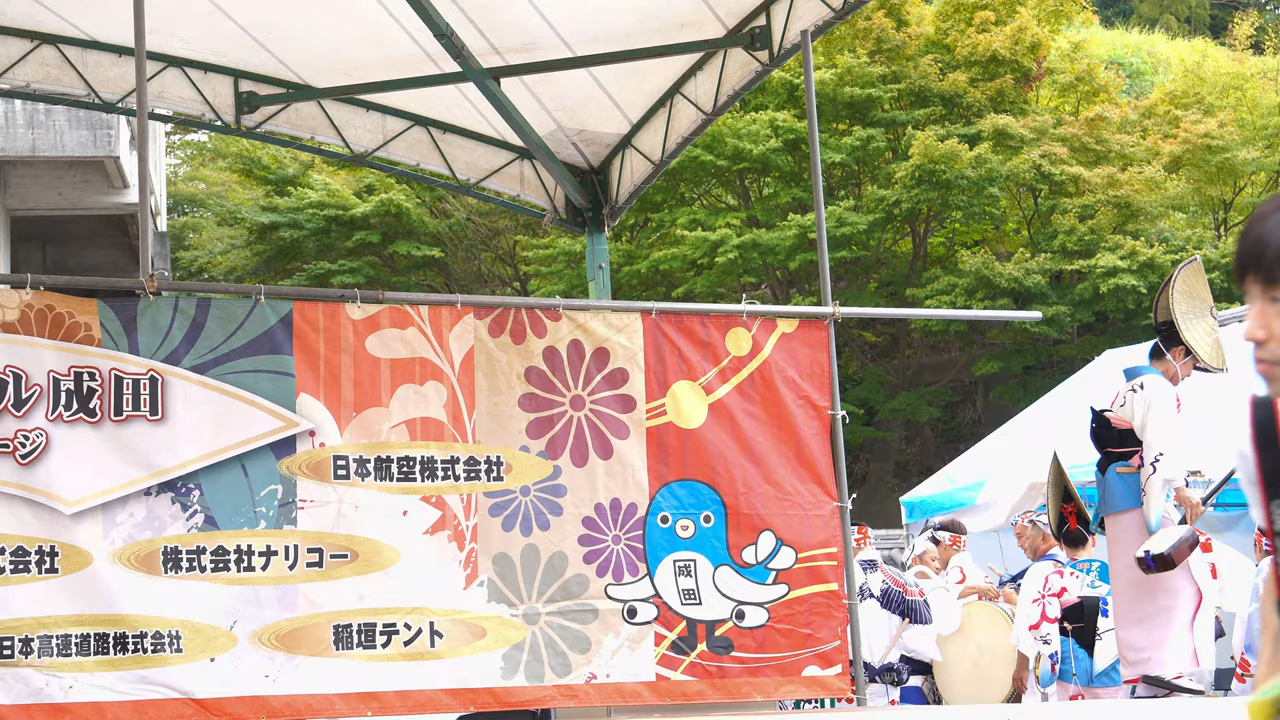 ル成田
ージ
日本航空株式会社
式会社
株式会社ナリコー
日本高速道路株式会社
稲垣テント
成田